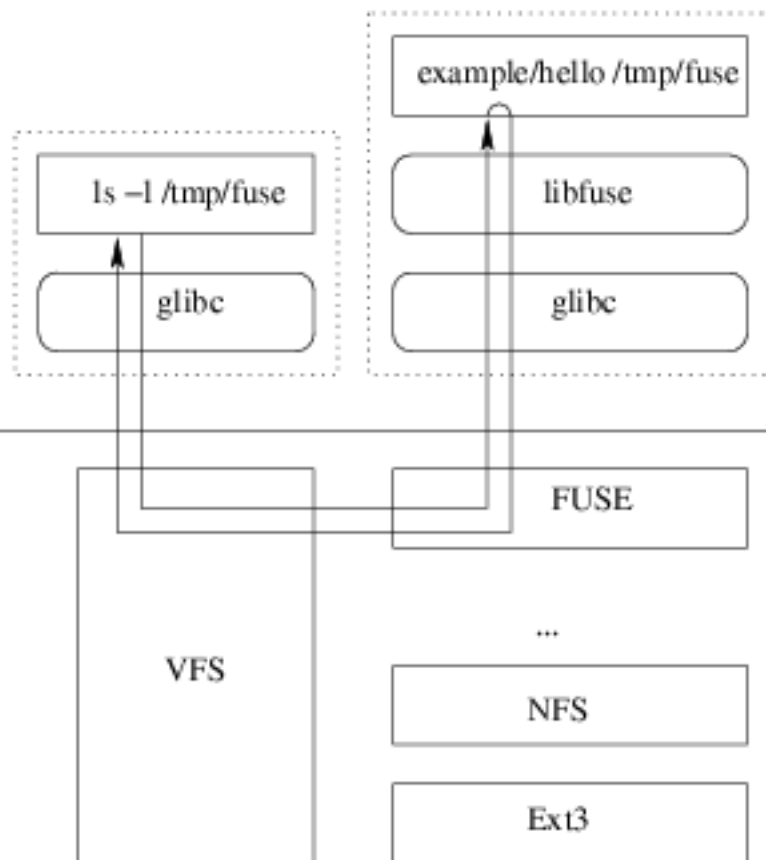 example/hello /tmp/fuse
ls –l /tmp/fuse
libfuse
glibc
glibc
FUSE
...
VFS
NFS
Ext3